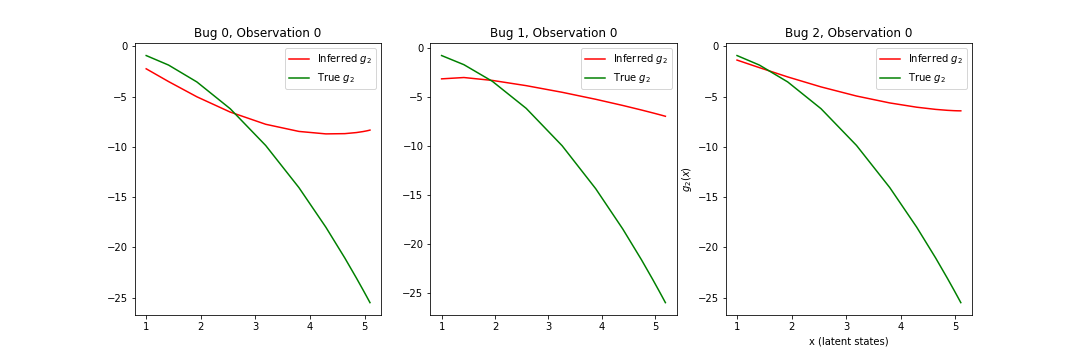 Bug 0, Observation 0
0
−5
−10
−15
−20
−25
1 2 3 4 5
Inferred g₂
True g₂
Bug 1, Observation 0
0
−5
−10
−15
−20
−25
1 2 3 4 5
Inferred g₂
True g₂
Bug 2, Observation 0
g₂(x)
0
−5
−10
−15
−20
−25
1 2 3 4 5
x (latent states)
Inferred g₂
True g₂